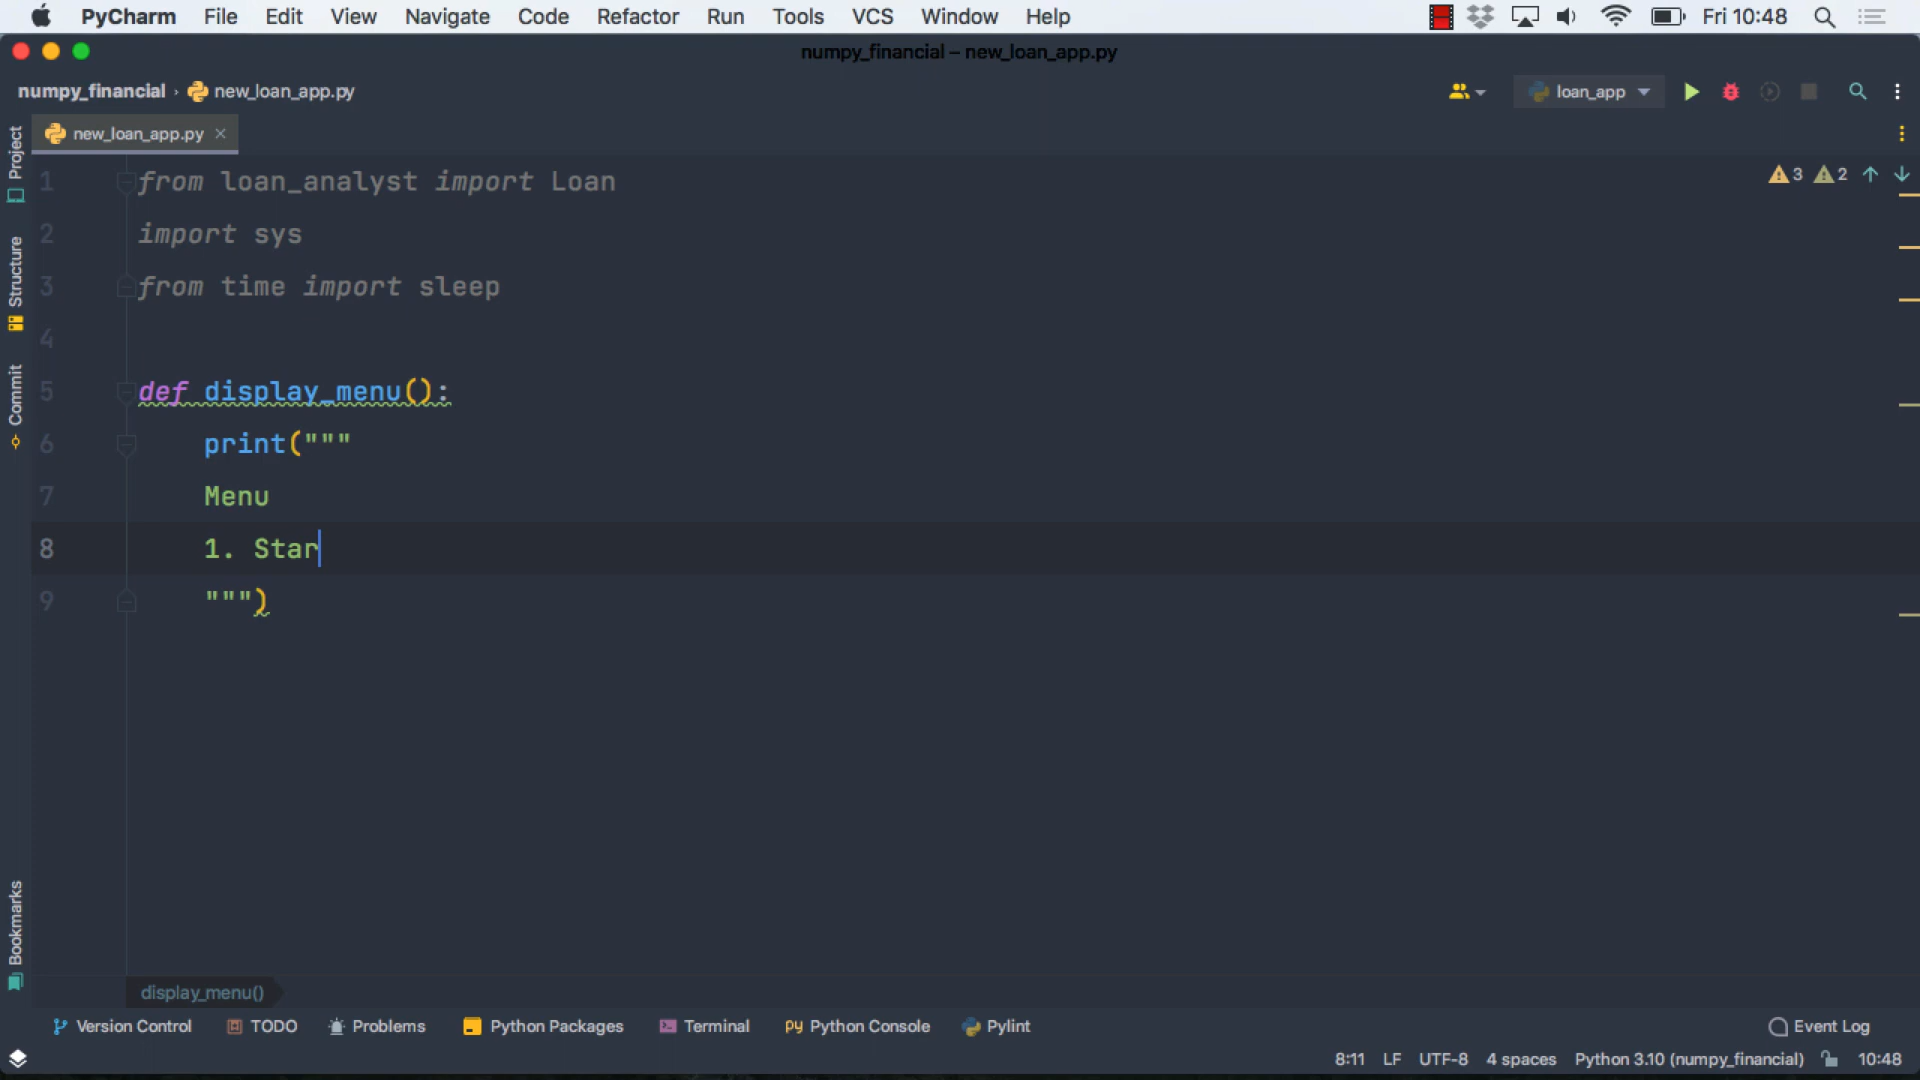 PyCharm File Edit View Navigate Code Refactor Run Tools VCS Window Help Fri 10:48
numpy_financial – new_loan_app.py
numpy_financial › new_loan_app.py loan_app
new_loan_app.py ×
Project
Structure
Commit
Bookmarks
3 2
1 from loan_analyst import Loan
2 import sys
3 from time import sleep
4
5 def display_menu():
6 print("""
7 Menu
8 1. Star
9 """)
display_menu()
Version Control TODO Problems Python Packages Terminal Python Console Pylint Event Log
8:11 LF UTF-8 4 spaces Python 3.10 (numpy_financial) 10:48